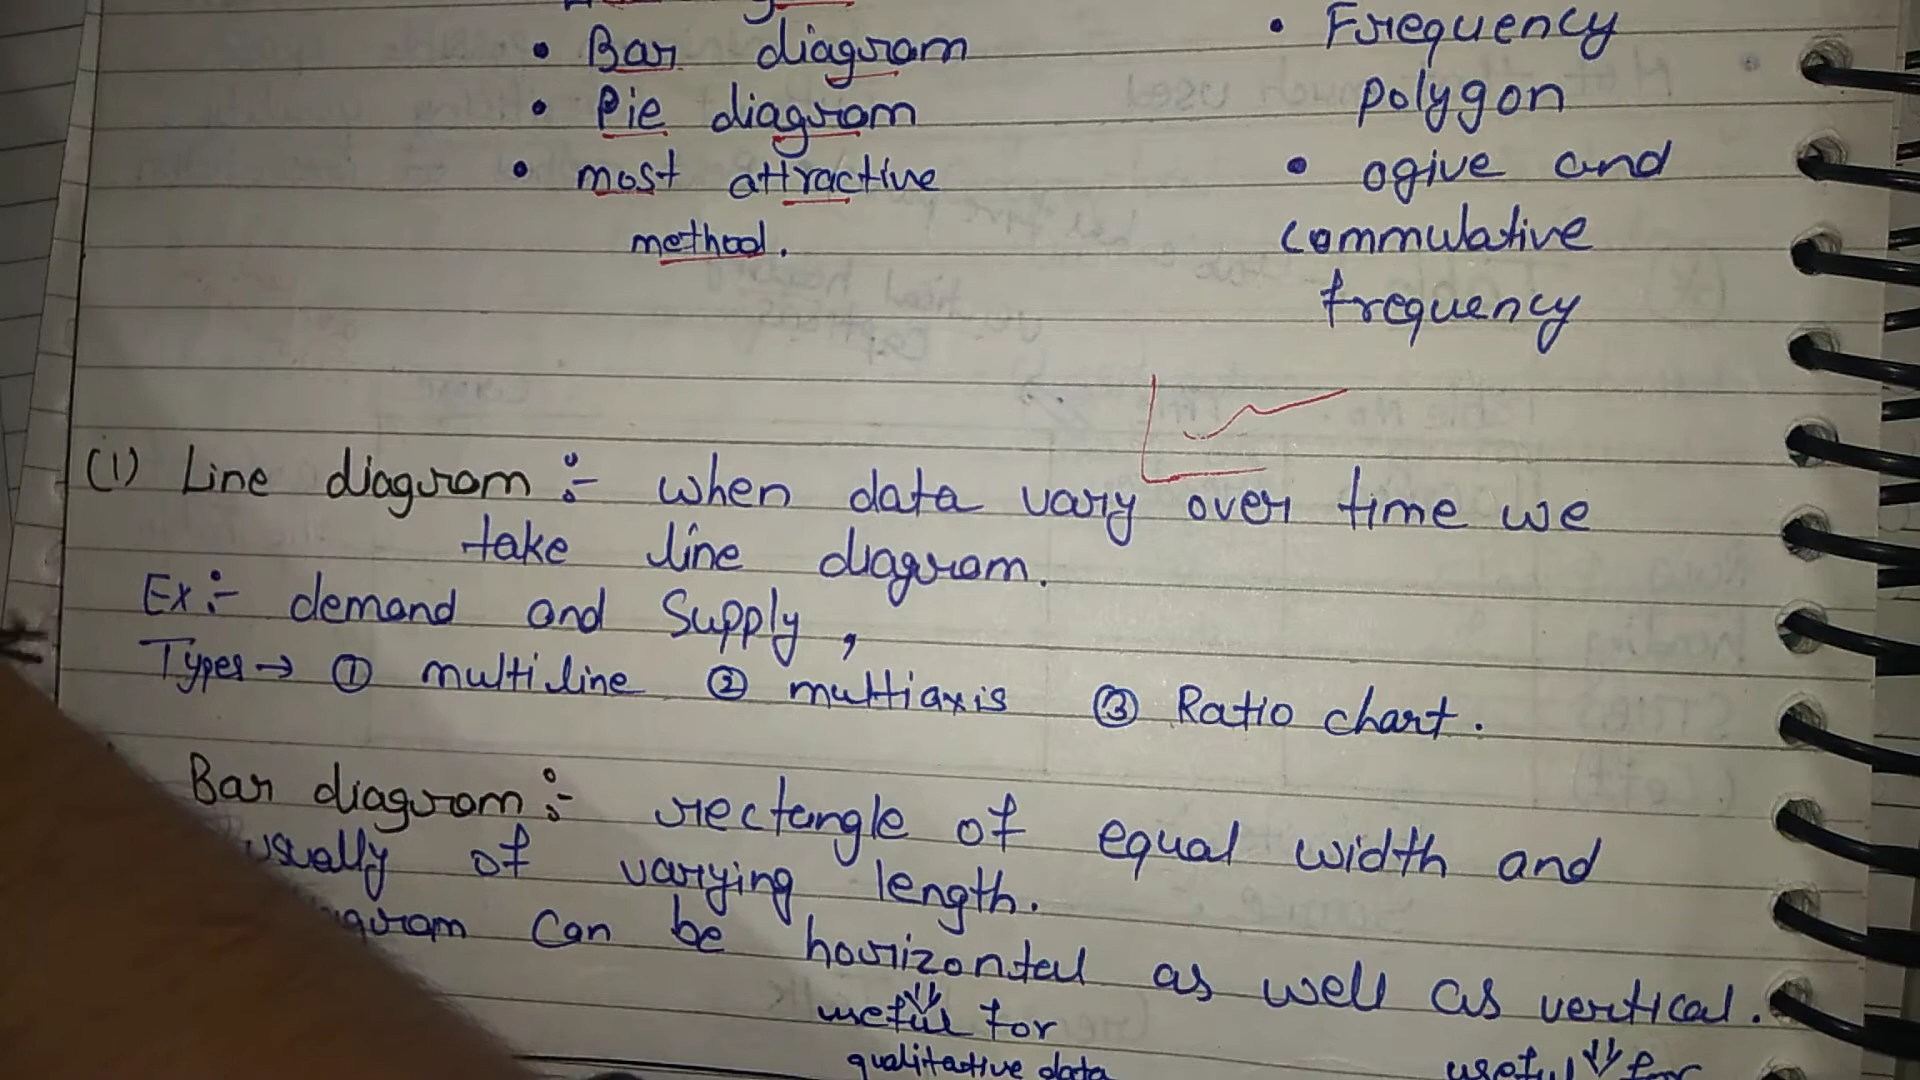 • Bar diagram
• Pie diagram
• most attractive
method.
• Frequency
polygon
• ogive and
commulative
frequency
(1) Line diagram :- when data vary over time we
take line diagram.
Ex:- demand and Supply,
Types → ① multiline ② multiaxis ③ Ratio chart.
Bar diagram :- rectangle of equal width and
usually of varying length.
can be horizontal as well as vertical.
useful for
qualitative data
useful for